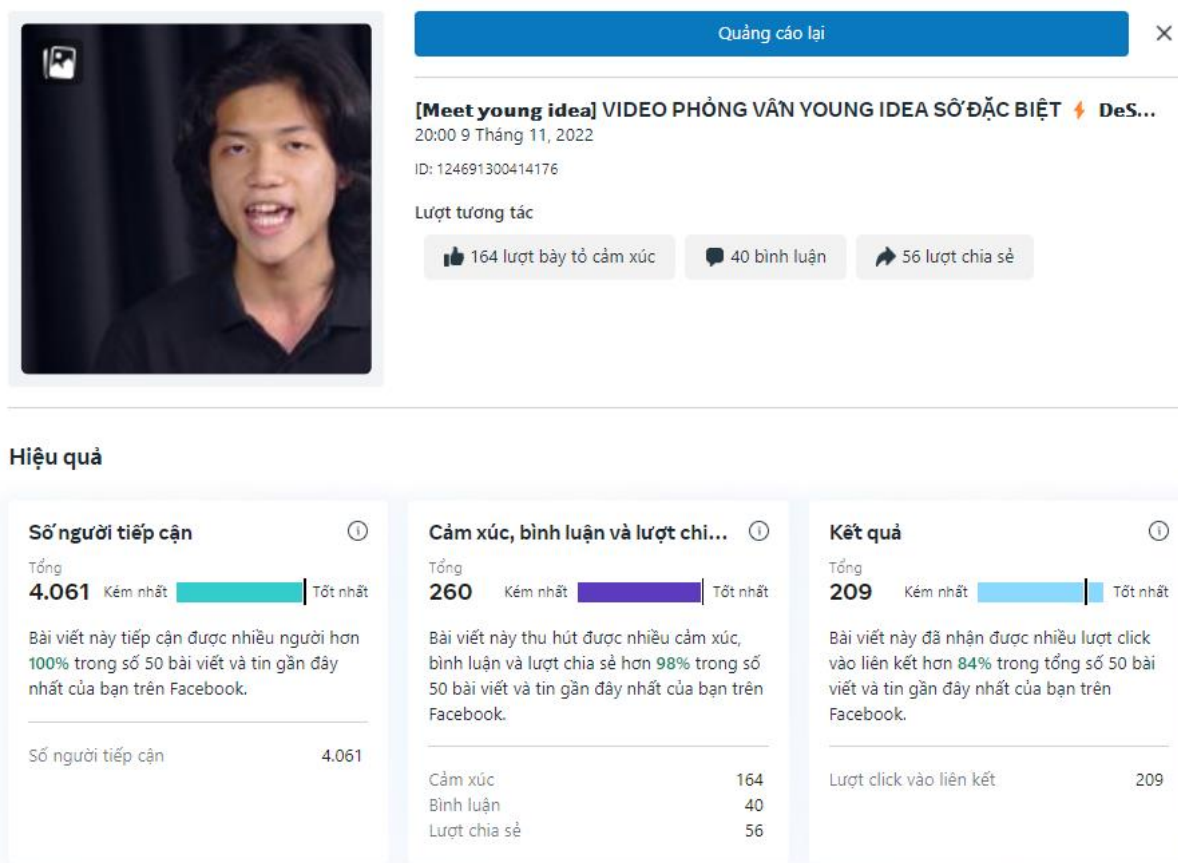 Quảng cáo lại
[Meet young idea] VIDEO PHỎNG VẤN YOUNG IDEA SỐ ĐẶC BIỆT ⚡ DeS...
20:00 9 Tháng 11, 2022
ID: 124691300414176
Lượt tương tác
164 lượt bày tỏ cảm xúc
40 bình luận
56 lượt chia sẻ
Hiệu quả
Số người tiếp cận
Tổng
4.061 Kém nhất Tốt nhất
Bài viết này tiếp cận được nhiều người hơn
100% trong số 50 bài viết và tin gần đây
nhất của bạn trên Facebook.
Số người tiếp cận 4.061
Cảm xúc, bình luận và lượt chi...
Tổng
260 Kém nhất Tốt nhất
Bài viết này thu hút được nhiều cảm xúc,
bình luận và lượt chia sẻ hơn 98% trong số
50 bài viết và tin gần đây nhất của bạn trên
Facebook.
Cảm xúc 164
Bình luận 40
Lượt chia sẻ 56
Kết quả
Tổng
209 Kém nhất Tốt nhất
Bài viết này đã nhận được nhiều lượt click
vào liên kết hơn 84% trong tổng số 50 bài
viết và tin gần đây nhất của bạn trên
Facebook.
Lượt click vào liên kết 209